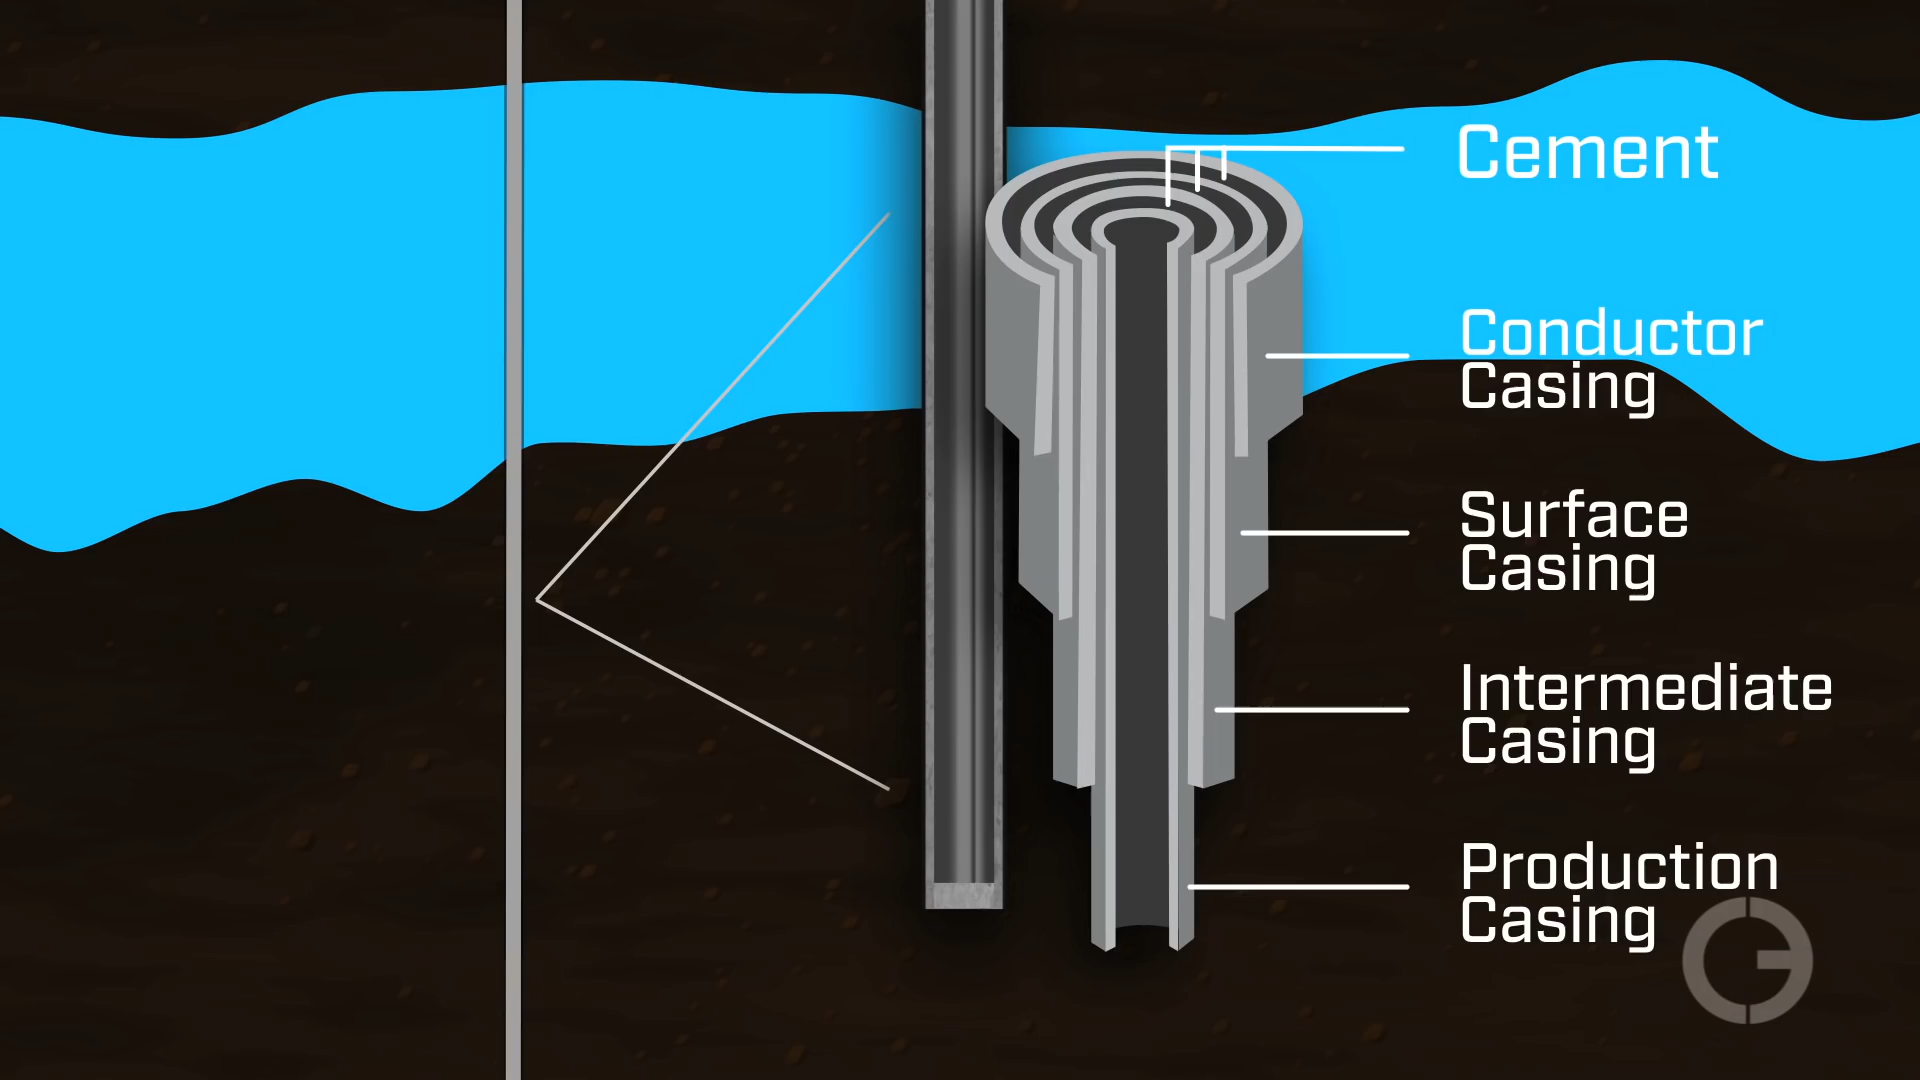 Cement
Conductor
Casing
Surface
Casing
Intermediate
Casing
Production
Casing